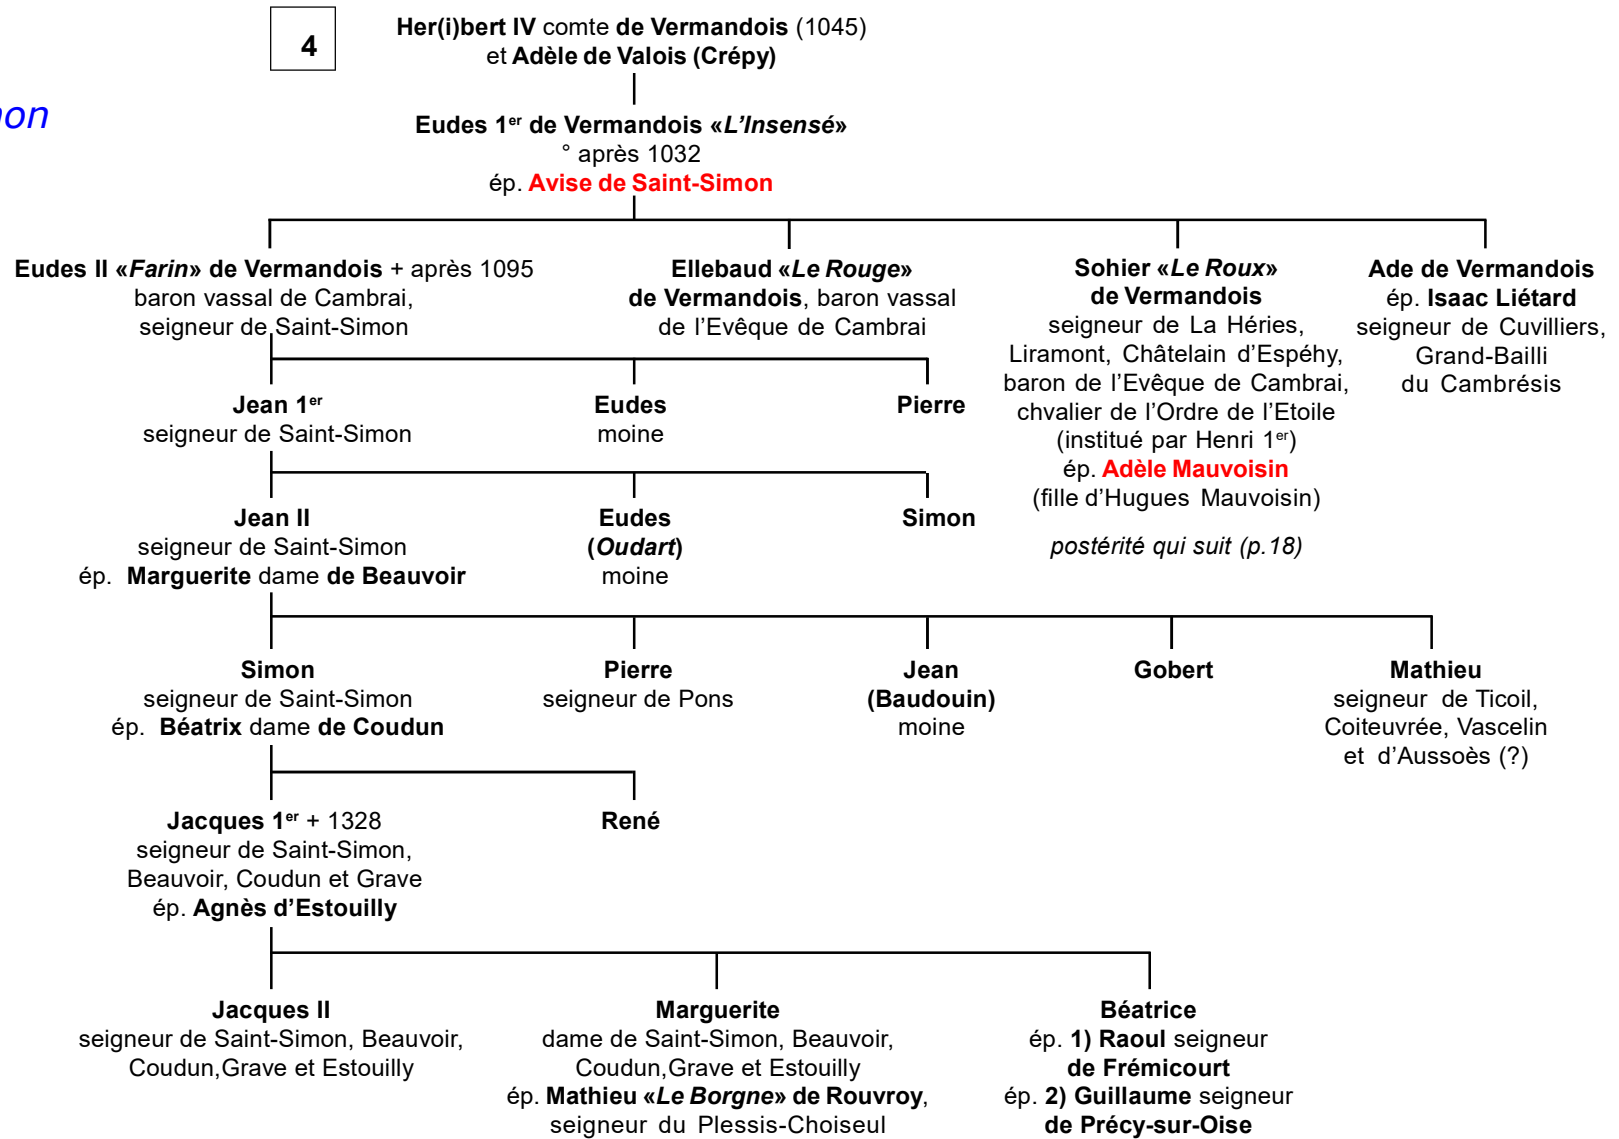 4
Her(i)bert IV comte de Vermandois (1045)
et Adèle de Valois (Crépy)
non
Eudes 1er de Vermandois «L’Insensé»
° après 1032
ép. Avise de Saint-Simon
Eudes II «Farin» de Vermandois + après 1095
baron vassal de Cambrai,
seigneur de Saint-Simon
Ellebaud «Le Rouge»
de Vermandois, baron vassal
de l’Evêque de Cambrai
Sohier «Le Roux»
de Vermandois
seigneur de La Héries,
Liramont, Châtelain d’Espéhy,
baron de l’Evêque de Cambrai,
chvalier de l’Ordre de l’Etoile
(institué par Henri 1er)
ép. Adèle Mauvoisin
(fille d’Hugues Mauvoisin)
postérité qui suit (p.18)
Ade de Vermandois
ép. Isaac Liétard
seigneur de Cuvilliers,
Grand-Bailli
du Cambrésis
Jean 1er
seigneur de Saint-Simon
Eudes
moine
Pierre
Jean II
seigneur de Saint-Simon
ép. Marguerite dame de Beauvoir
Eudes
(Oudart)
moine
Simon
Simon
seigneur de Saint-Simon
ép. Béatrix dame de Coudun
Pierre
seigneur de Pons
Jean
(Baudouin)
moine
Gobert
Mathieu
seigneur de Ticoil,
Coiteuvrée, Vascelin
et d’Aussoès (?)
Jacques 1er + 1328
seigneur de Saint-Simon,
Beauvoir, Coudun et Grave
ép. Agnès d’Estouilly
René
Jacques II
seigneur de Saint-Simon, Beauvoir,
Coudun,Grave et Estouilly
Marguerite
dame de Saint-Simon, Beauvoir,
Coudun,Grave et Estouilly
ép. Mathieu «Le Borgne» de Rouvroy,
seigneur du Plessis-Choiseul
Béatrice
ép. 1) Raoul seigneur
de Frémicourt
ép. 2) Guillaume seigneur
de Précy-sur-Oise